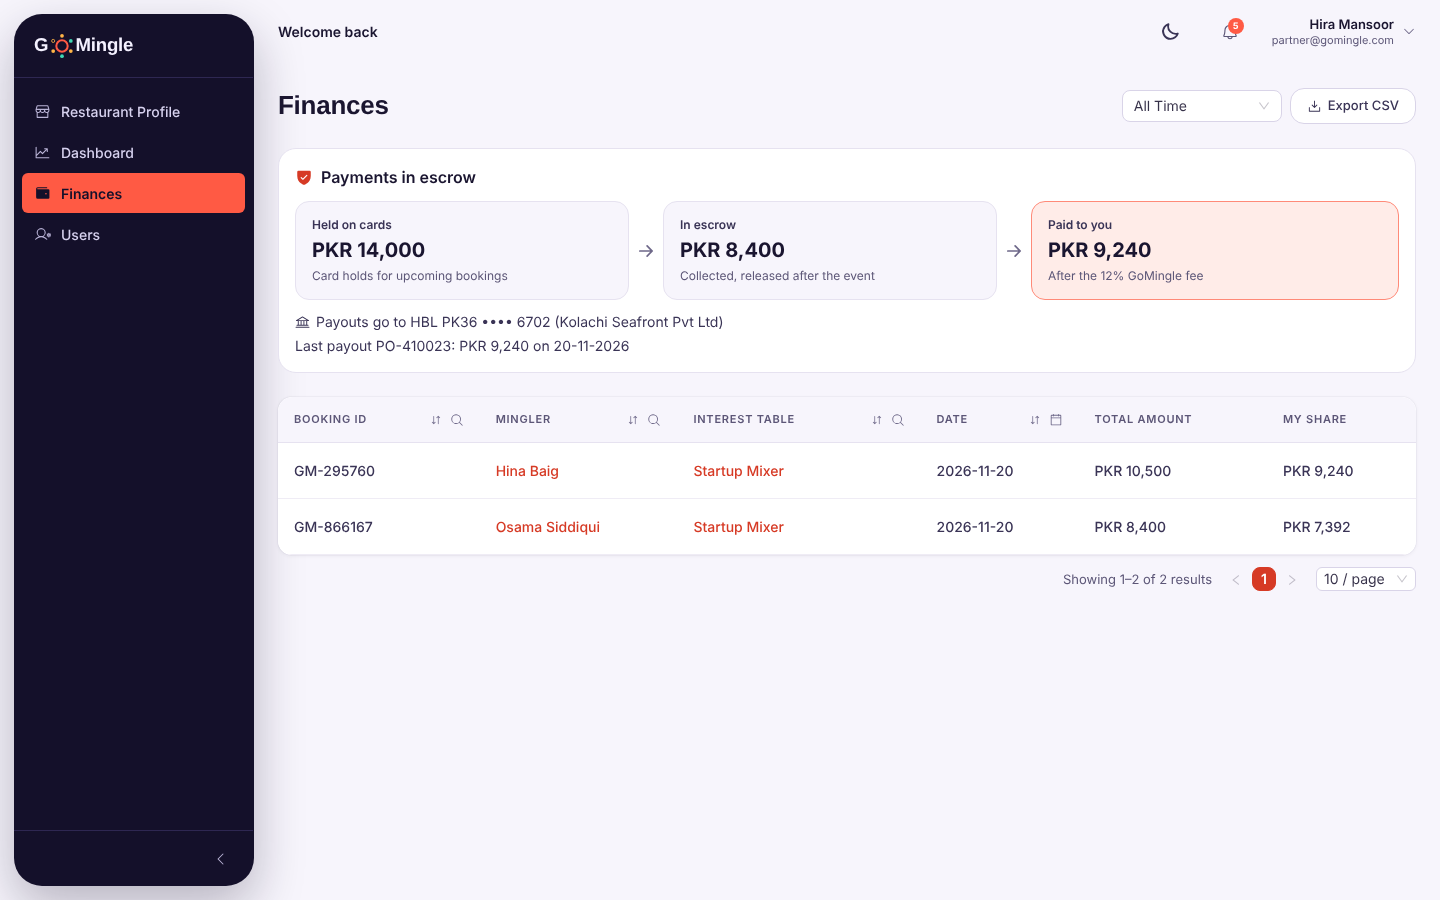 GoMingle
Welcome back
5
Hira Mansoor
partner@gomingle.com
Restaurant Profile
Dashboard
Finances
Users
Finances
All Time
Export CSV
Payments in escrow
Held on cards
PKR 14,000
Card holds for upcoming bookings
In escrow
PKR 8,400
Collected, released after the event
Paid to you
PKR 9,240
After the 12% GoMingle fee
Payouts go to HBL PK36 •••• 6702 (Kolachi Seafront Pvt Ltd)
Last payout PO-410023: PKR 9,240 on 20-11-2026
BOOKING ID MINGLER INTEREST TABLE DATE TOTAL AMOUNT MY SHARE
GM-295760 Hina Baig Startup Mixer 2026-11-20 PKR 10,500 PKR 9,240
GM-866167 Osama Siddiqui Startup Mixer 2026-11-20 PKR 8,400 PKR 7,392
Showing 1–2 of 2 results 1 10 / page